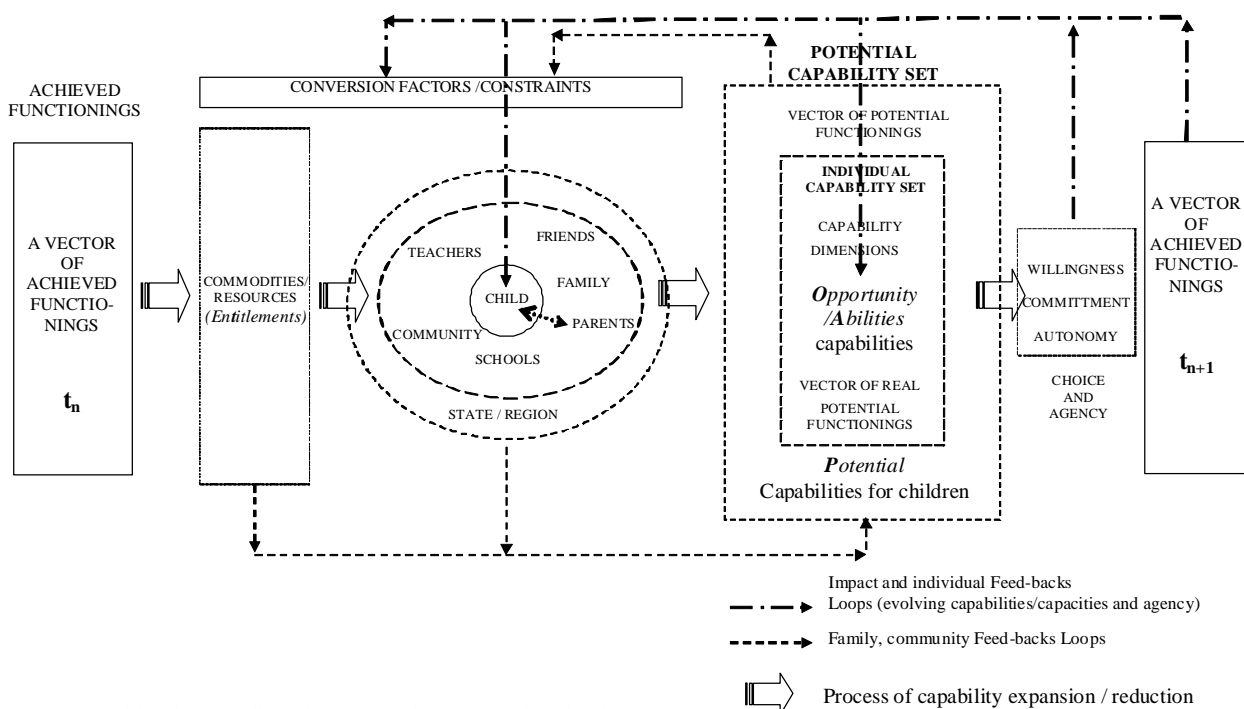 POTENTIAL
CAPABILITY SET
ACHIEVED
FUNCTIONINGS
CONVERSION FACTORS /CONSTRAINTS
A VECTOR
OF
ACHIEVED
FUNCTIO-
NINGS
tn
COMMODITIES/
RESOURCES
(Entitlements)
TEACHERS
FRIENDS
FAMILY
CHILD
PARENTS
COMMUNITY
SCHOOLS
STATE / REGION
VECTOR OF POTENTIAL
FUNCTIONINGS
INDIVIDUAL
CAPABILITY SET
CAPABILITY
DIMENSIONS
Opportunity
/Abilities
capabilities
VECTOR OF REAL
POTENTIAL
FUNCTIONINGS
Potential
Capabilities for children
WILLINGNESS
COMMITTMENT
AUTONOMY
CHOICE
AND
AGENCY
A VECTOR
OF
ACHIEVED
FUNCTIO-
NINGS
tn+1
Impact and individual Feed-backs
Loops (evolving capabilities/capacities and agency)
Family, community Feed-backs Loops
Process of capability expansion / reduction